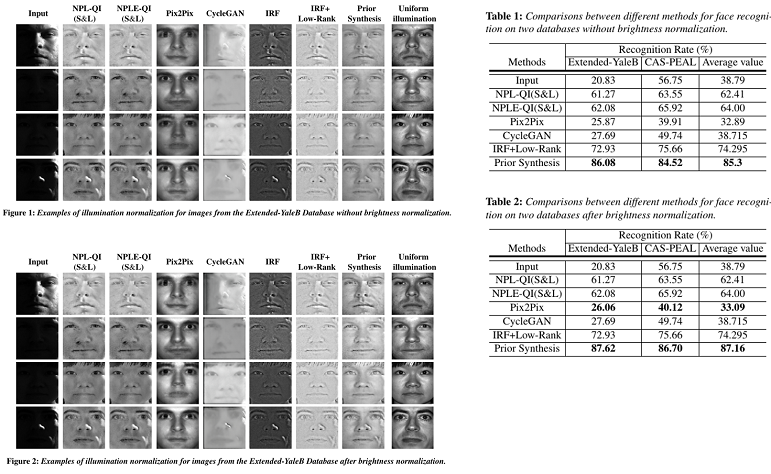 Input NPL-QI (S&L) NPLE-QI (S&L) Pix2Pix CycleGAN IRF IRF+ Low-Rank Prior Synthesis Uniform illumination
Figure 1: Examples of illumination normalization for images from the Extended-YaleB Database without brightness normalization.
Input NPL-QI (S&L) NPLE-QI (S&L) Pix2Pix CycleGAN IRF IRF+ Low-Rank Prior Synthesis Uniform illumination
Figure 2: Examples of illumination normalization for images from the Extended-YaleB Database after brightness normalization.
Table 1: Comparisons between different methods for face recogni-
tion on two databases without brightness normalization.
Recognition Rate (%)
Methods Extended-YaleB CAS-PEAL Average value
Input 20.83 56.75 38.79
NPL-QI(S&L) 61.27 63.55 62.41
NPLE-QI(S&L) 62.08 65.92 64.00
Pix2Pix 25.87 39.91 32.89
CycleGAN 27.69 49.74 38.715
IRF+Low-Rank 72.93 75.66 74.295
Prior Synthesis 86.08 84.52 85.3
Table 2: Comparisons between different methods for face recogni-
tion on two databases after brightness normalization.
Recognition Rate (%)
Methods Extended-YaleB CAS-PEAL Average value
Input 20.83 56.75 38.79
NPL-QI(S&L) 61.27 63.55 62.41
NPLE-QI(S&L) 62.08 65.92 64.00
Pix2Pix 26.06 40.12 33.09
CycleGAN 27.69 49.74 38.715
IRF+Low-Rank 72.93 75.66 74.295
Prior Synthesis 87.62 86.70 87.16